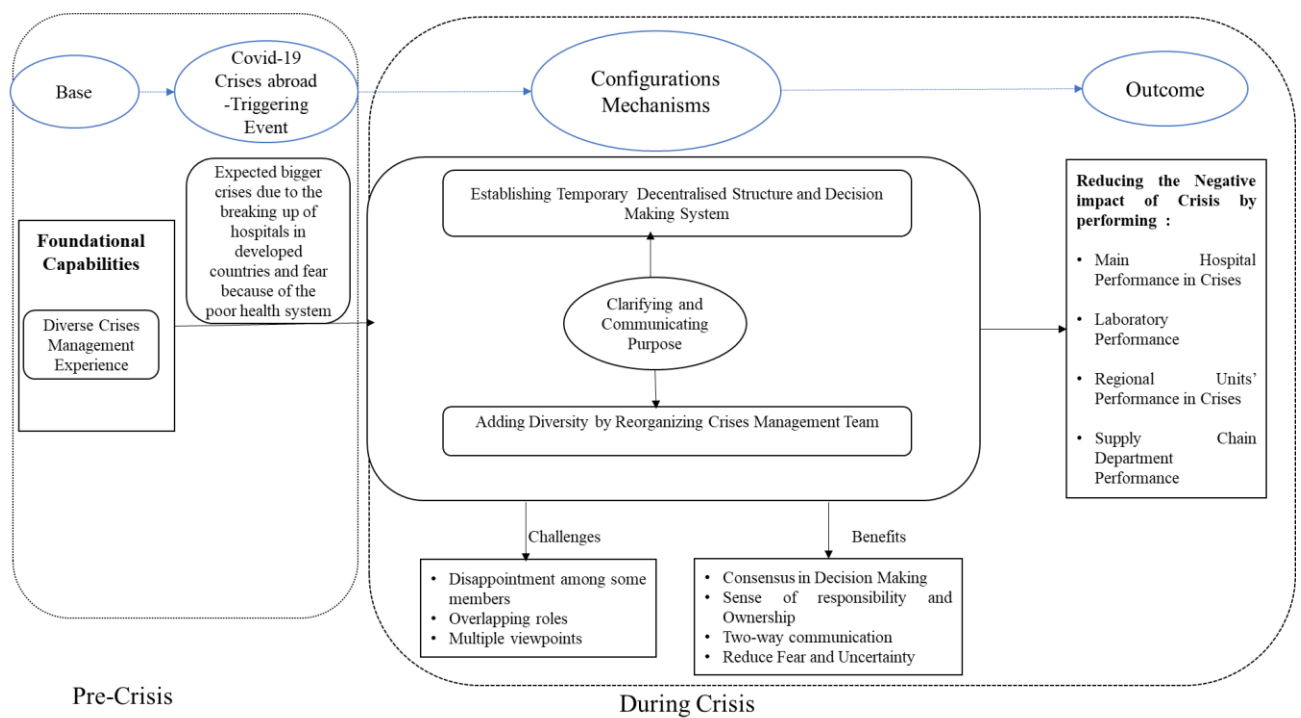 Base
Covid-19
Crises abroad
-Triggering
Event
Configurations
Mechanisms
Outcome
Foundational
Capabilities
Diverse Crises
Management
Experience
Expected bigger
crises due to the
breaking up of
hospitals in
developed
countries and fear
because of the
poor health system
Establishing Temporary Decentralised Structure and Decision
Making System
Clarifying and
Communicating
Purpose
Adding Diversity by Reorganizing Crises Management Team
Reducing the Negative
impact of Crisis by
performing :
• Main Hospital
Performance in Crises
• Laboratory
Performance
• Regional Units’
Performance in Crises
• Supply Chain
Department
Performance
Challenges
• Disappointment among some
members
• Overlapping roles
• Multiple viewpoints
Benefits
• Consensus in Decision Making
• Sense of responsibility and
Ownership
• Two-way communication
• Reduce Fear and Uncertainty
Pre-Crisis
During Crisis